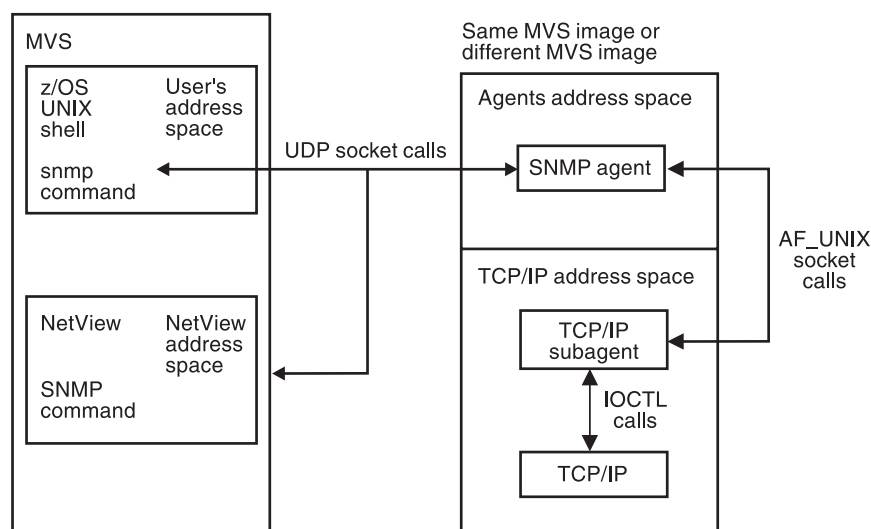 MVS
z/OS
UNIX
shell
User's
address
space
snmp
command
NetView
NetView
address
space
SNMP
command
UDP socket calls
Same MVS image or
different MVS image
Agents address space
SNMP agent
AF_UNIX
socket
calls
TCP/IP address space
TCP/IP
subagent
IOCTL
calls
TCP/IP